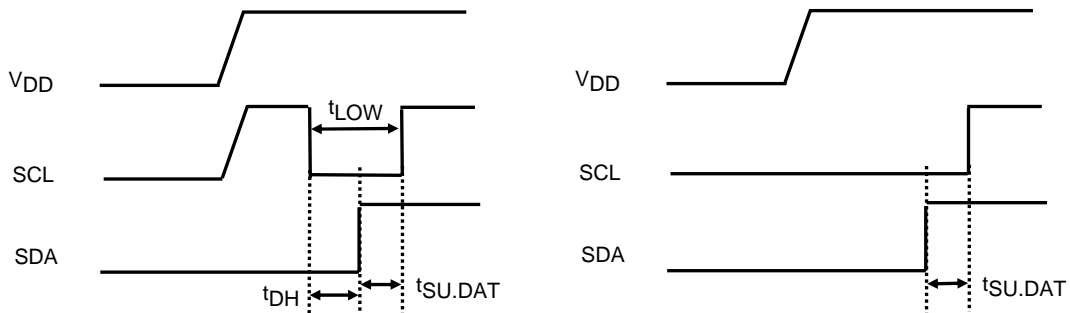 VDD
tLOW
SCL
SDA
tDH
tSU.DAT
VDD
SCL
SDA
tSU.DAT